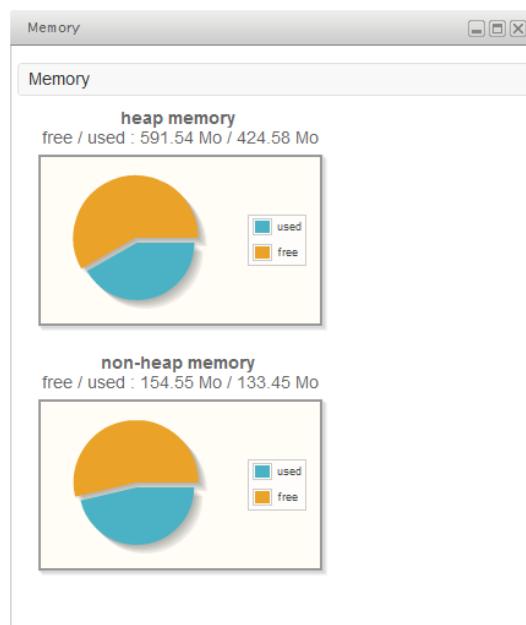 Memory
Memory
heap memory
free / used : 591.54 Mo / 424.58 Mo
used
free
non-heap memory
free / used : 154.55 Mo / 133.45 Mo
used
free